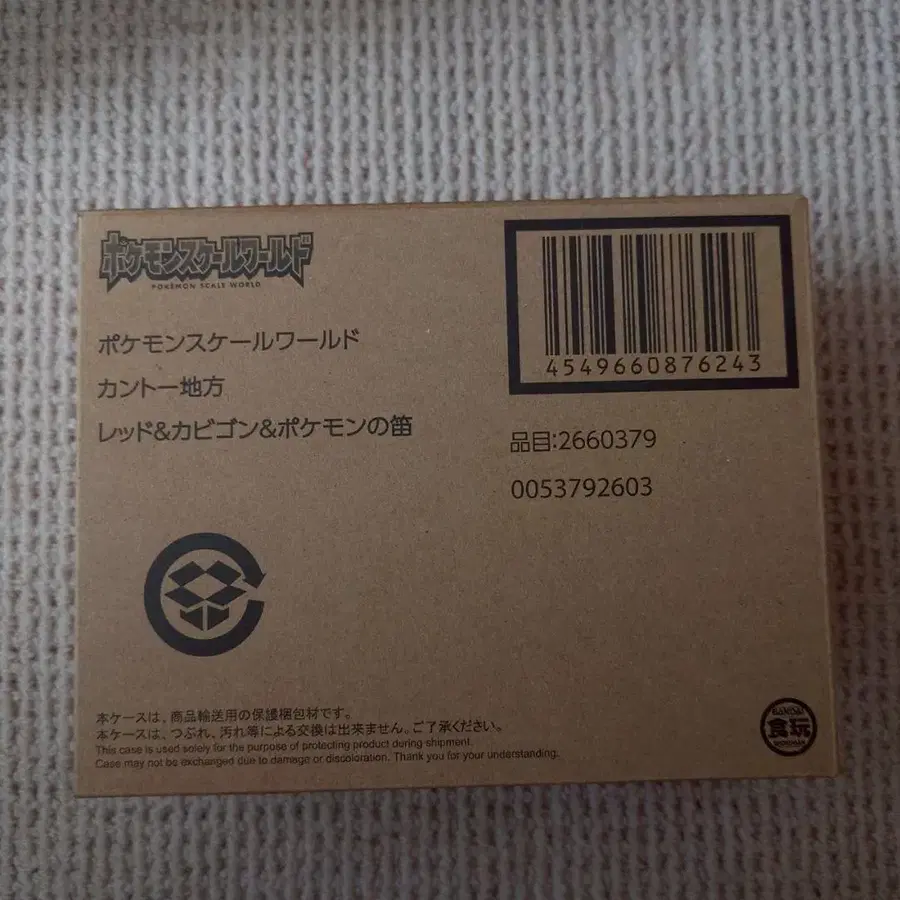 ポケモンスケールワールド
POKÉMON SCALE WORLD
ポケモンスケールワールド
カントー地方
レッド&カビゴン&ポケモンの笛
4549660876243
品目:2660379
0053792603
本ケースは、商品輸送用の保護梱包材です。
本ケースは、つぶれ、汚れ等による交換は出来ません。ご了承ください。
This case is used solely for the purpose of protecting product during shipment.
Case may not be exchanged due to damage or discoloration. Thank you for your understanding.
BANDAI
食玩
SHOKUGAN